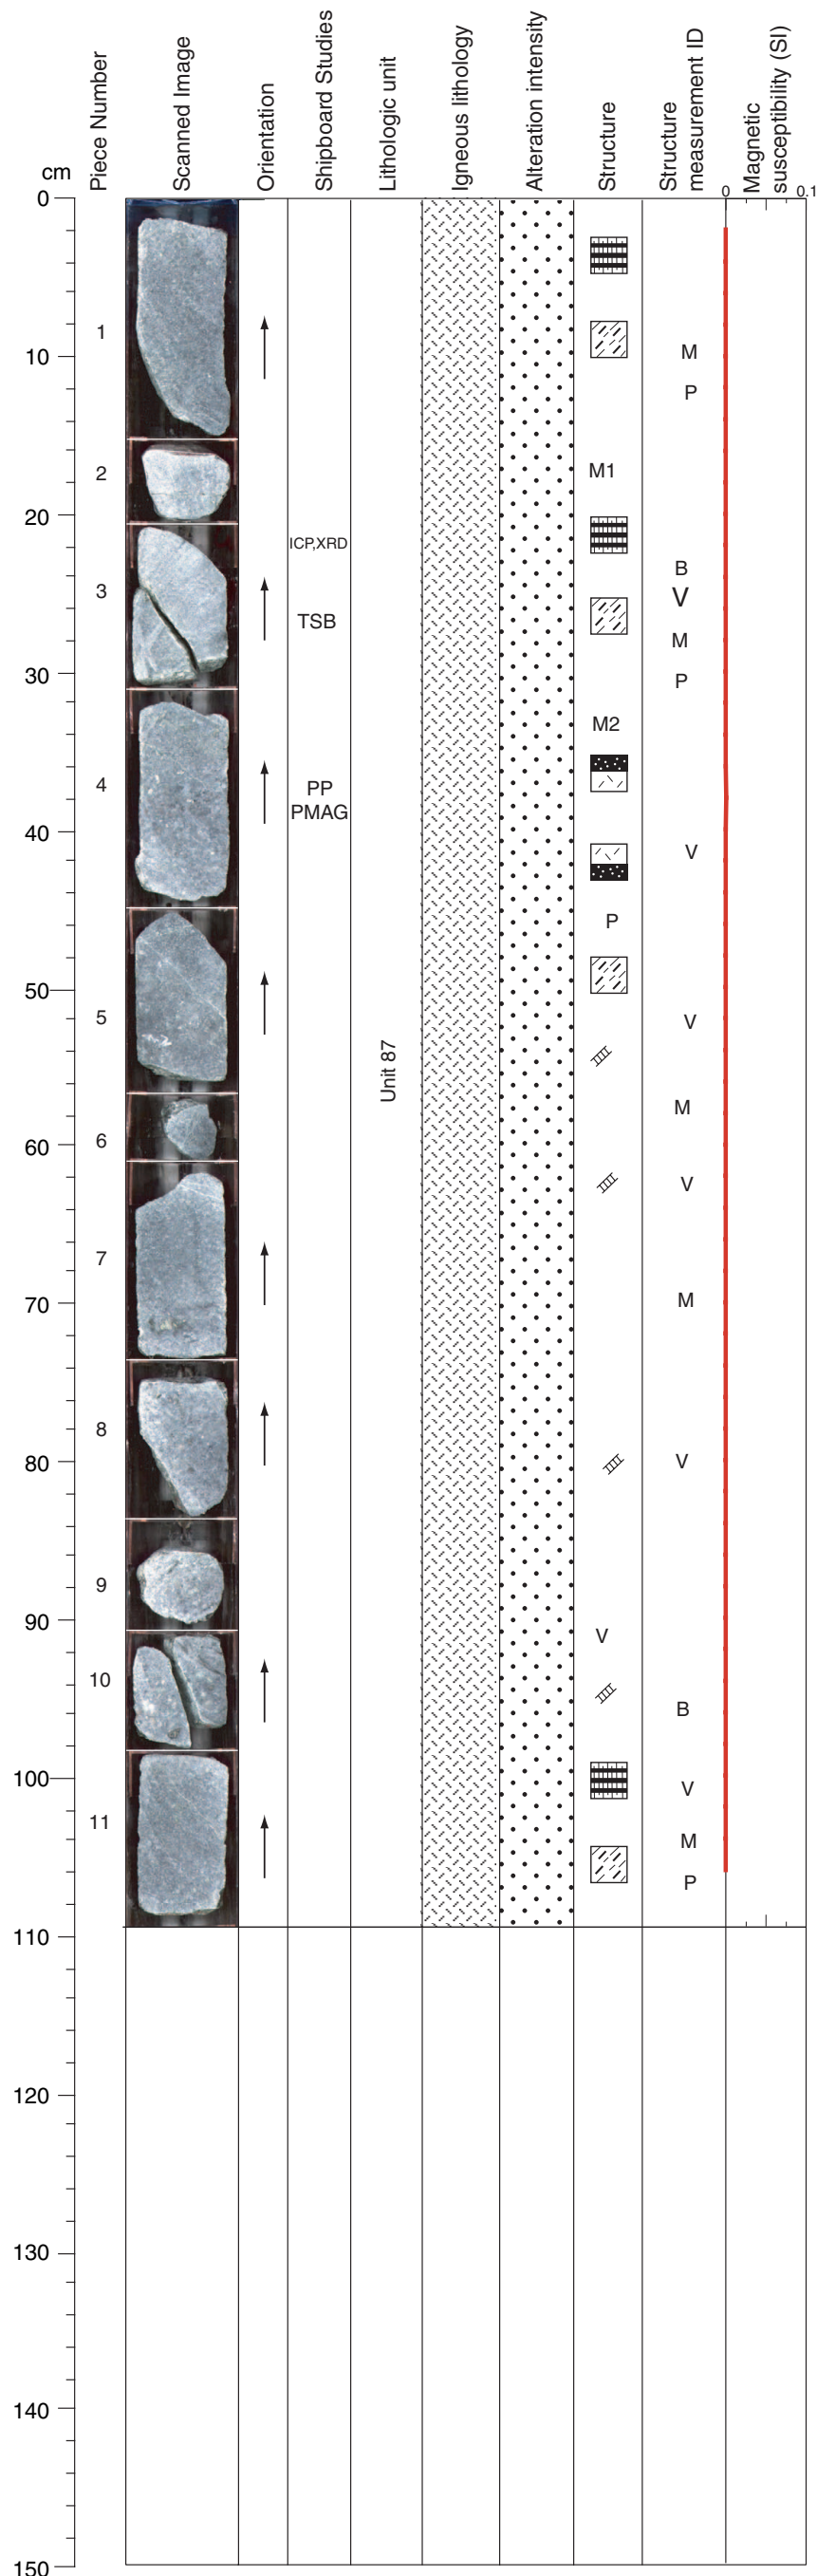 cm
Piece Number
Scanned Image
Orientation
Shipboard Studies
Lithologic unit
Igneous lithology
Alteration intensity
Structure
Structure
measurement ID
Magnetic
susceptibility (SI)
0
0.1
0
1
10
M
P
2
M1
20
ICP,XRD
3
B
V
TSB
M
30
P
M2
4
PP
PMAG
40
V
P
50
5
V
Unit 87
M
6
60
V
7
70
M
8
80
V
9
90
V
10
B
100
V
11
M
P
110
120
130
140
150